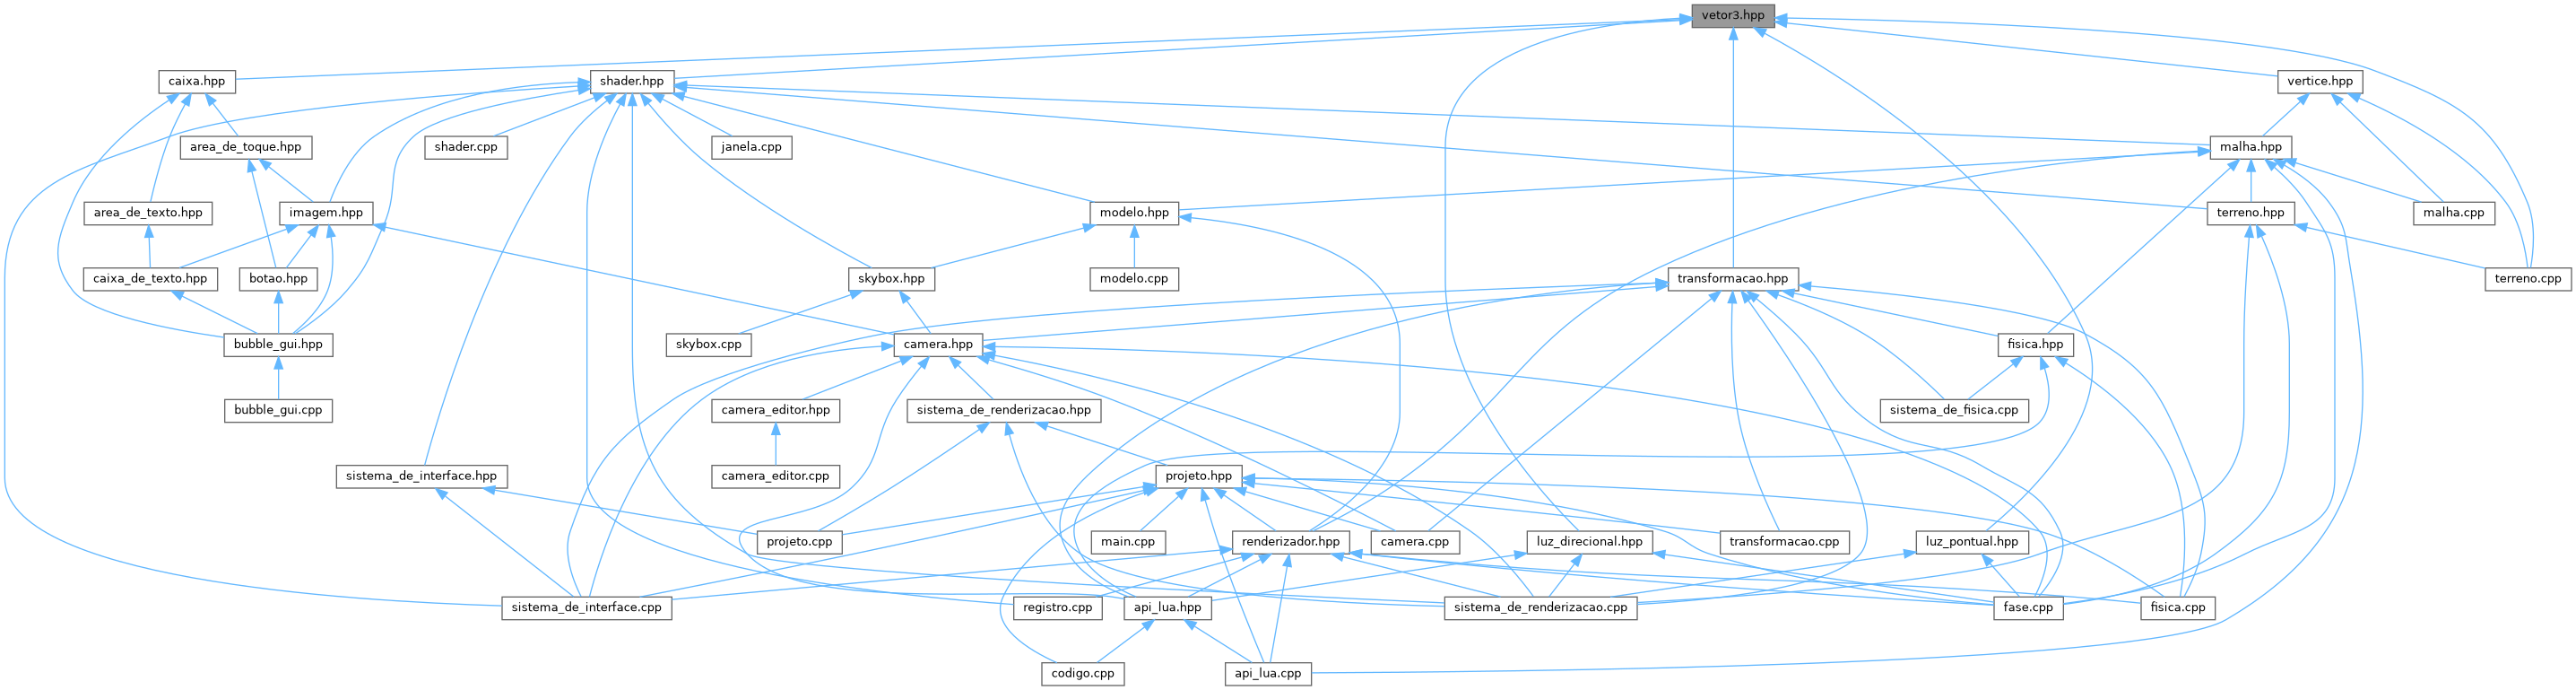 vetor3.hpp
caixa.hpp
shader.hpp
vertice.hpp
area_de_toque.hpp
shader.cpp
janela.cpp
malha.hpp
area_de_texto.hpp
imagem.hpp
modelo.hpp
terreno.hpp
malha.cpp
caixa_de_texto.hpp
botao.hpp
skybox.hpp
modelo.cpp
transformacao.hpp
terreno.cpp
bubble_gui.hpp
skybox.cpp
camera.hpp
fisica.hpp
bubble_gui.cpp
camera_editor.hpp
sistema_de_renderizacao.hpp
sistema_de_fisica.cpp
sistema_de_interface.hpp
camera_editor.cpp
projeto.hpp
projeto.cpp
main.cpp
renderizador.hpp
camera.cpp
luz_direcional.hpp
transformacao.cpp
luz_pontual.hpp
sistema_de_interface.cpp
registro.cpp
api_lua.hpp
sistema_de_renderizacao.cpp
fase.cpp
fisica.cpp
codigo.cpp
api_lua.cpp